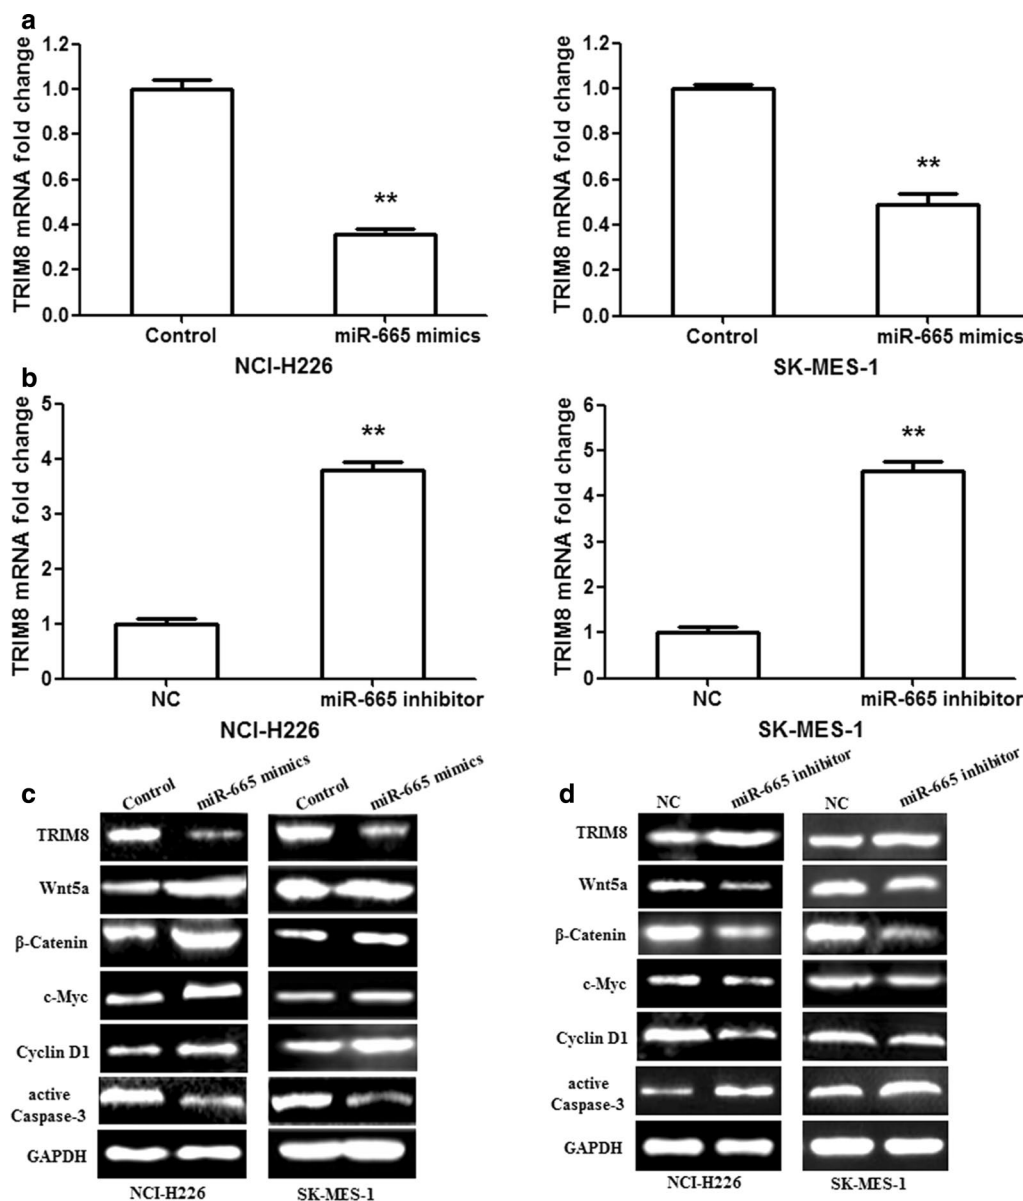 a
TRIM8 mRNA fold change
1.2
1.0
0.8
0.6
0.4
0.2
0.0
**
Control
miR-665 mimics
NCI-H226
TRIM8 mRNA fold change
1.2
1.0
0.8
0.6
0.4
0.2
0.0
**
Control
miR-665 mimics
SK-MES-1
b
TRIM8 mRNA fold change
5
4
3
2
1
0
**
NC
miR-665 inhibitor
NCI-H226
TRIM8 mRNA fold change
6
5
4
3
2
1
0
**
NC
miR-665 inhibitor
SK-MES-1
c
Control
miR-665 mimics
Control
miR-665 mimics
TRIM8
Wnt5a
β-Catenin
c-Myc
Cyclin D1
active
Caspase-3
GAPDH
NCI-H226
SK-MES-1
d
NC
miR-665 inhibitor
NC
miR-665 inhibitor
TRIM8
Wnt5a
β-Catenin
c-Myc
Cyclin D1
active
Caspase-3
GAPDH
NCI-H226
SK-MES-1